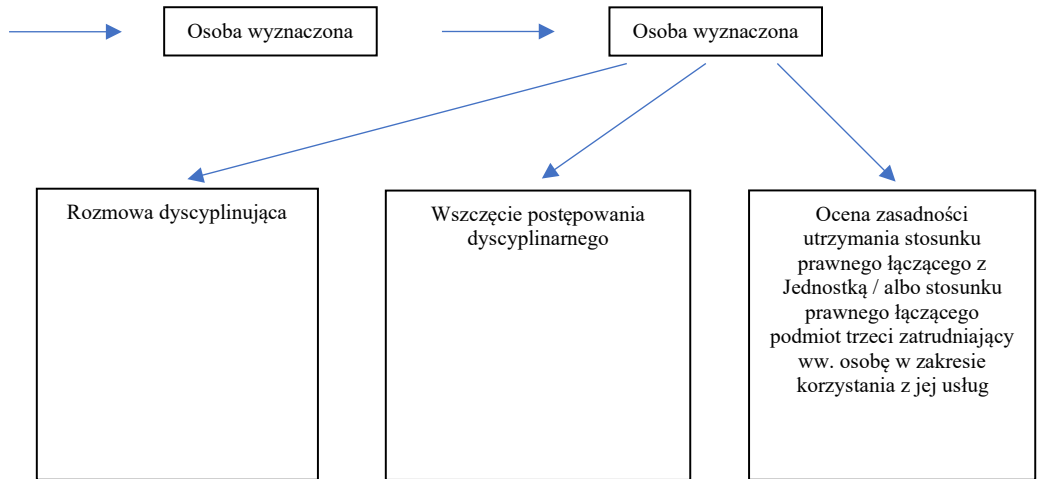 Osoba wyznaczona
Osoba wyznaczona
Rozmowa dyscyplinująca
Wszczęcie postępowania
dyscyplinarnego
Ocena zasadności
utrzymania stosunku
prawnego łączącego z
Jednostką / albo stosunku
prawnego łączącego
podmiot trzeci zatrudniający
ww. osobę w zakresie
korzystania z jej usług